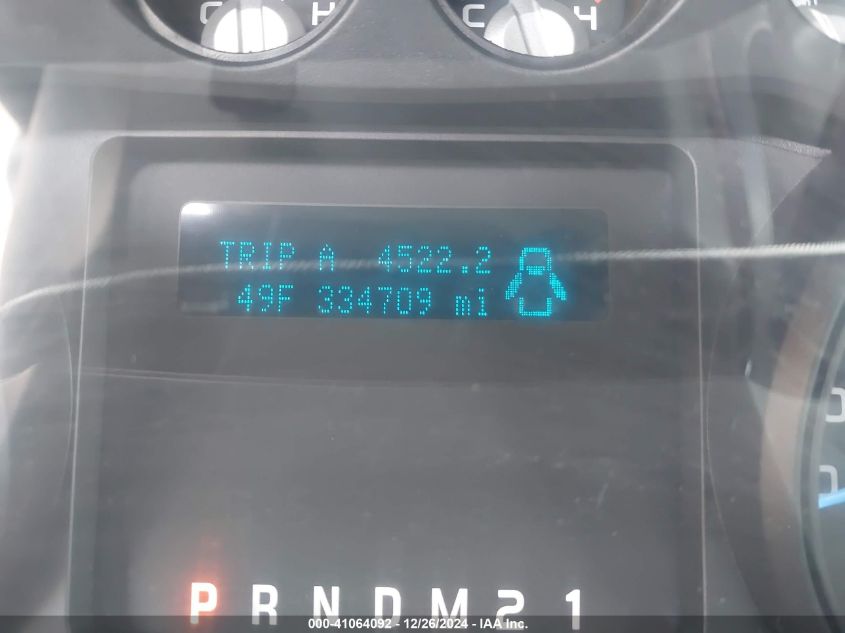 C H C H
TRIP A 4522.2
49F 334709 mi
P R N D M 2 1
000-41064092 - 12/26/2024 - IAA Inc.